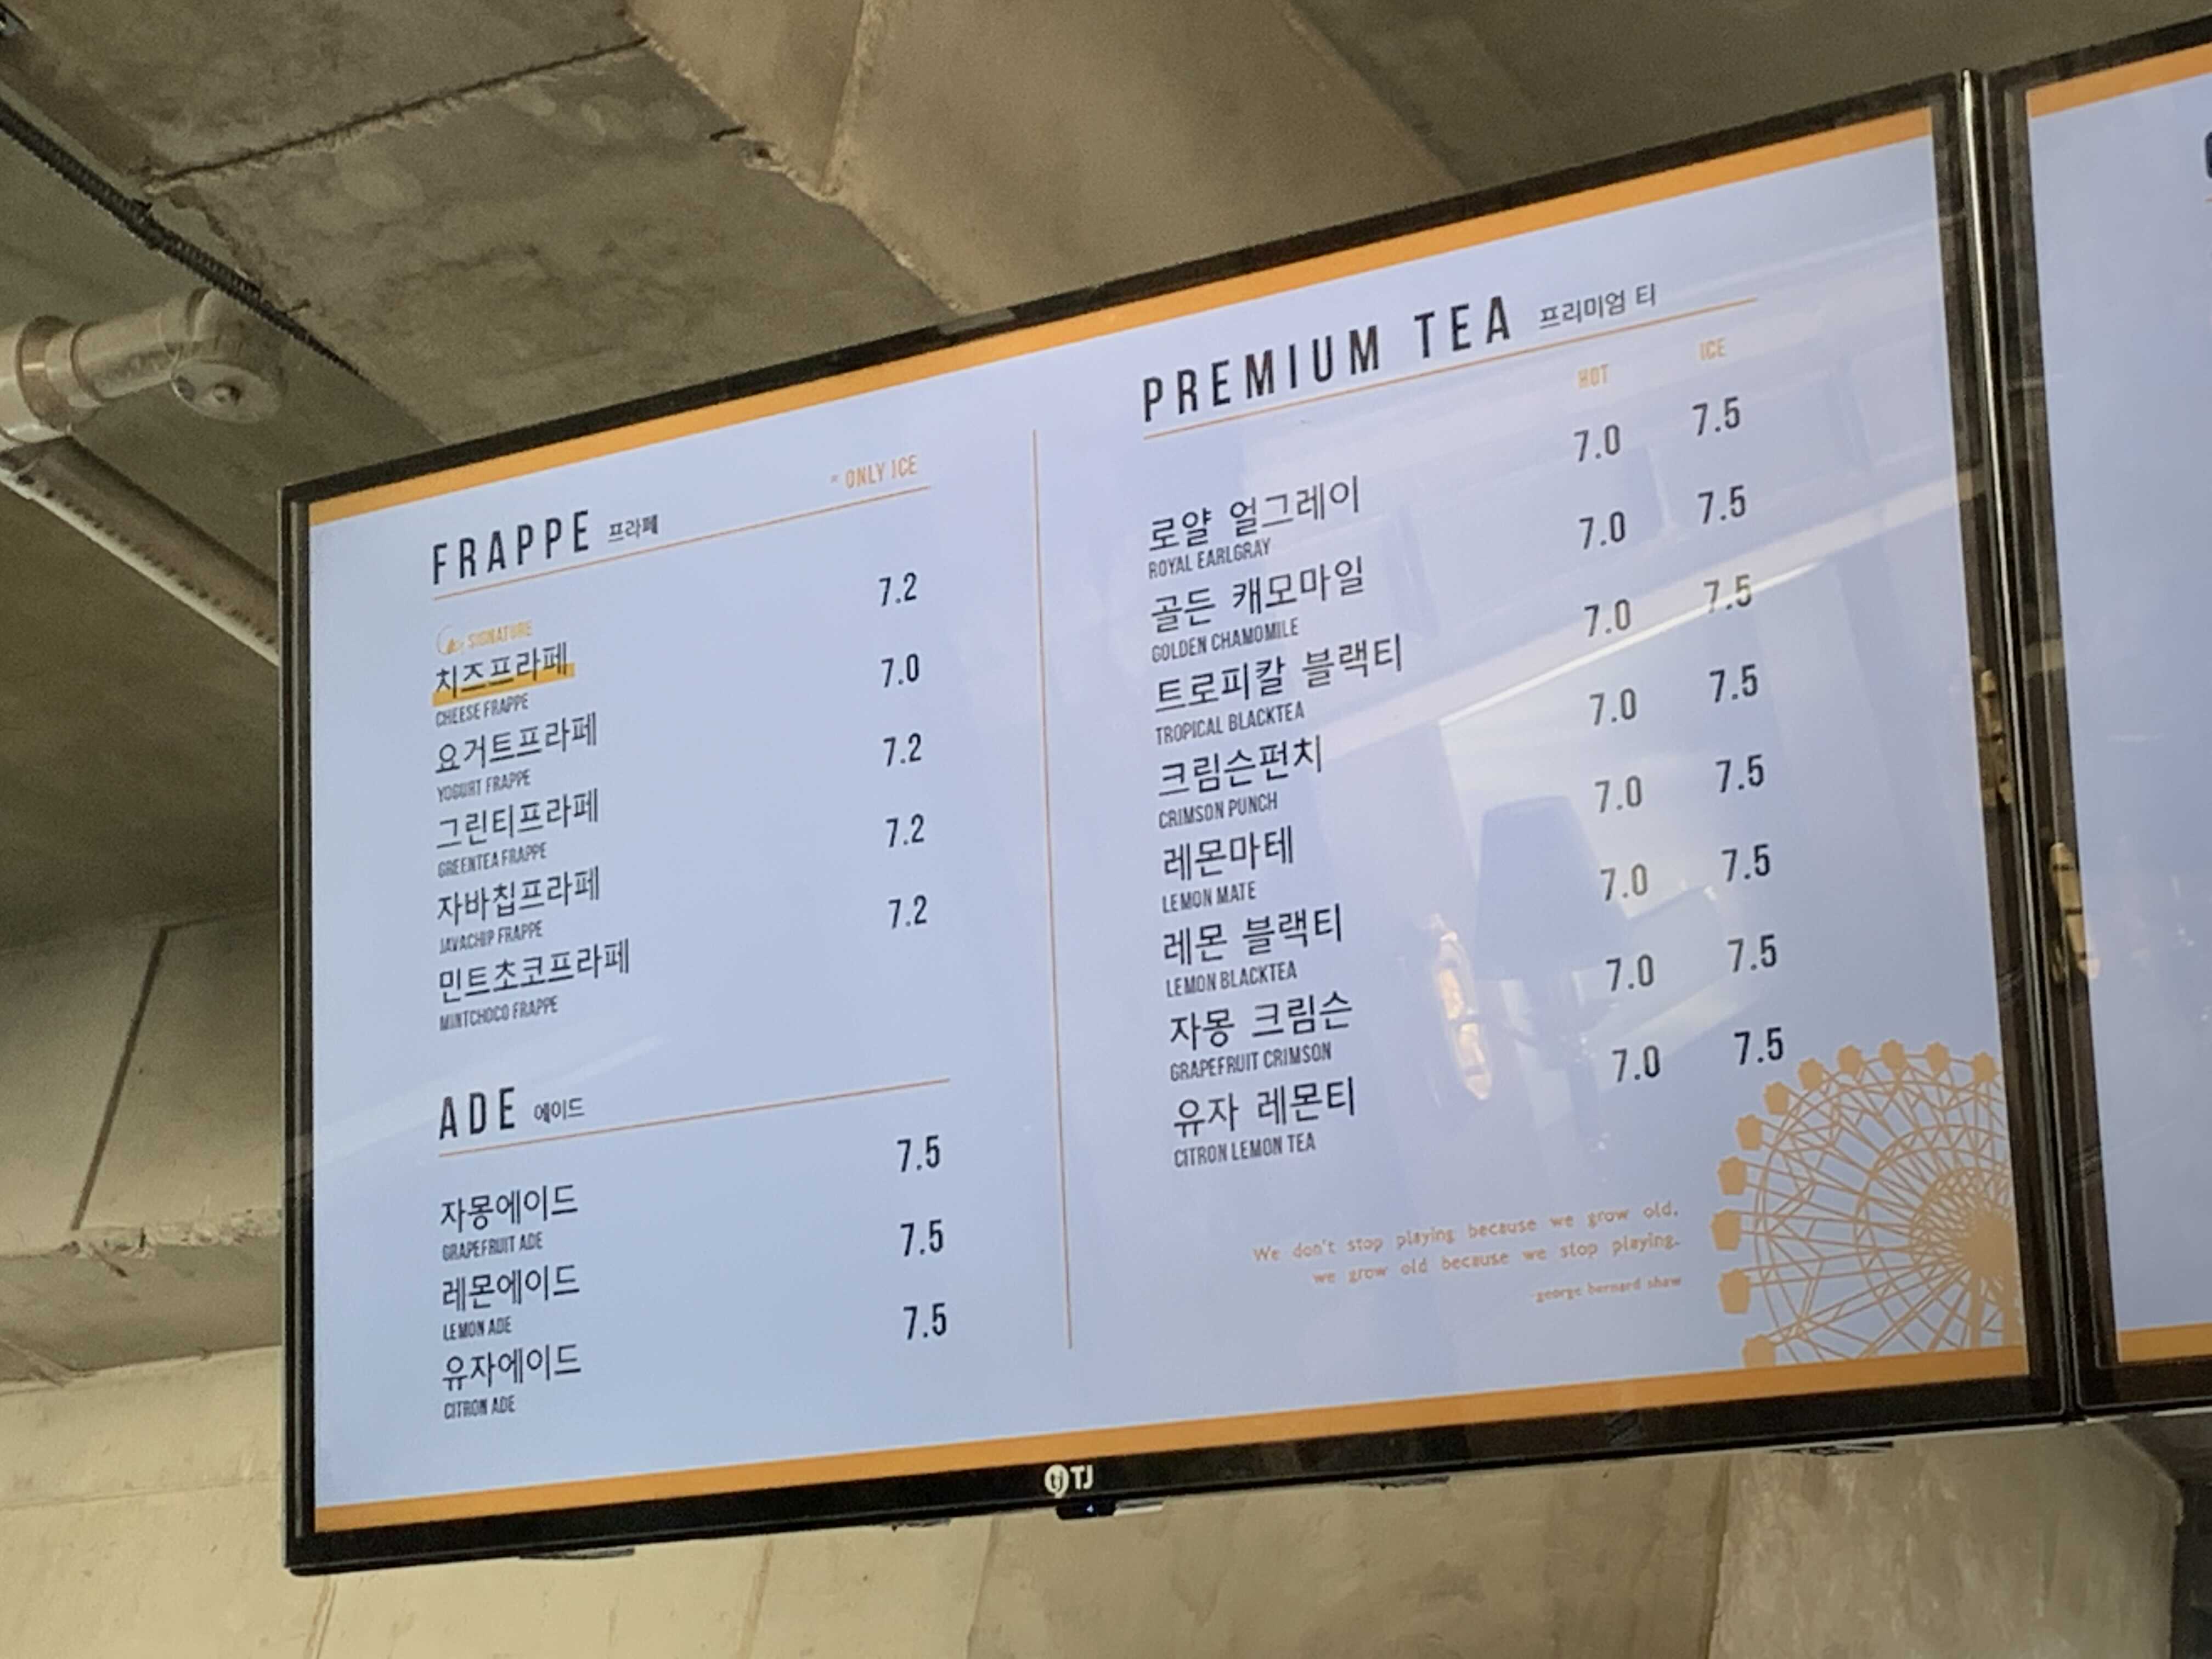 FRAPPE 프라페
* ONLY ICE
SIGNATURE
치즈프라페 7.2
CHEESE FRAPPE
요거트프라페 7.0
YOGURT FRAPPE
그린티프라페 7.2
GREENTEA FRAPPE
자바칩프라페 7.2
JAVACHIP FRAPPE
민트초코프라페 7.2
MINTCHOCO FRAPPE
ADE 에이드
자몽에이드 7.5
GRAPEFRUIT ADE
레몬에이드 7.5
LEMON ADE
유자에이드 7.5
CITRON ADE
PREMIUM TEA 프리미엄 티
HOT ICE
로얄 얼그레이 7.0 7.5
ROYAL EARLGRAY
골든 캐모마일 7.0 7.5
GOLDEN CHAMOMILE
트로피칼 블랙티 7.0 7.5
TROPICAL BLACKTEA
크림슨펀치 7.0 7.5
CRIMSON PUNCH
레몬마테 7.0 7.5
LEMON MATE
레몬 블랙티 7.0 7.5
LEMON BLACKTEA
자몽 크림슨 7.0 7.5
GRAPEFRUIT CRIMSON
유자 레몬티 7.0 7.5
CITRON LEMON TEA
We don't stop playing because we grow old,
we grow old because we stop playing.
-george bernard shaw
TJ